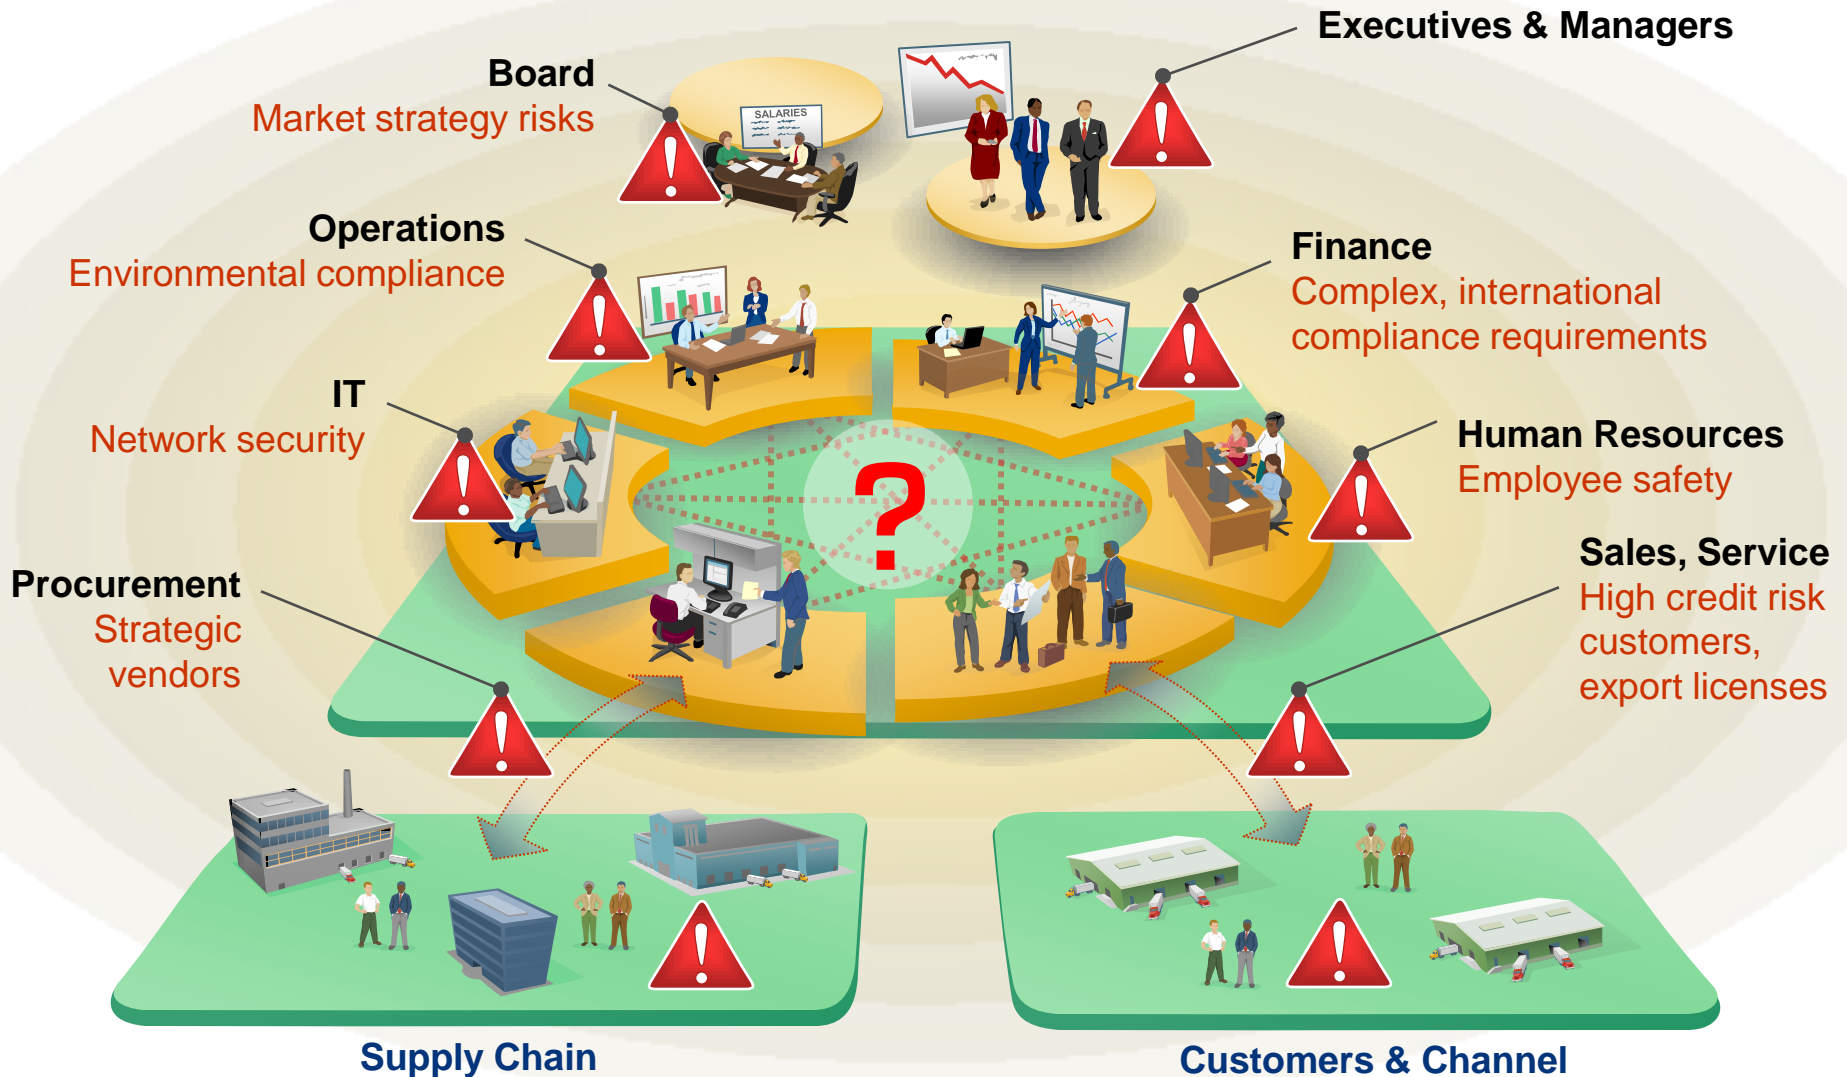 Executives & Managers
Board
Market strategy risks
SALARIES
Operations
Environmental compliance
Finance
Complex, international
compliance requirements
IT
Network security
Human Resources
Employee safety
?
Sales, Service
High credit risk
customers,
export licenses
Procurement
Strategic
vendors
Supply Chain
Customers & Channel